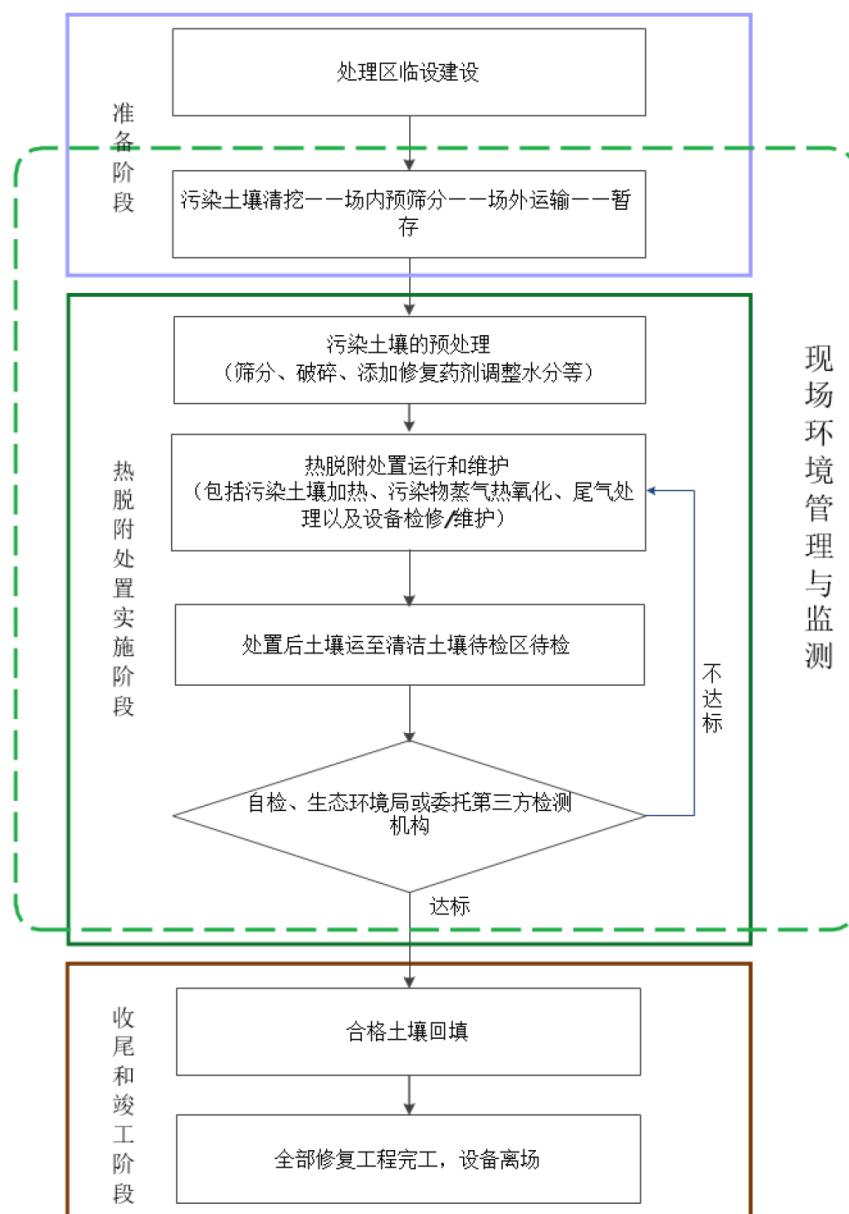 处理区临设建设
准备阶段
污染土壤清挖——场内预筛分——场外运输——暂
存
污染土壤的预处理
（筛分、破碎、添加修复药剂调整水分等）
现场环境管理与监测
热脱附处置运行和维护
（包括污染土壤加热、污染物蒸气热氧化、尾气处
理以及设备检修/维护）
热脱附处置实施阶段
处置后土壤运至清洁土壤待检区待检
不达标
自检、生态环境局或委托第三方检测
机构
达标
合格土壤回填
收尾和竣工阶段
全部修复工程完工，设备离场